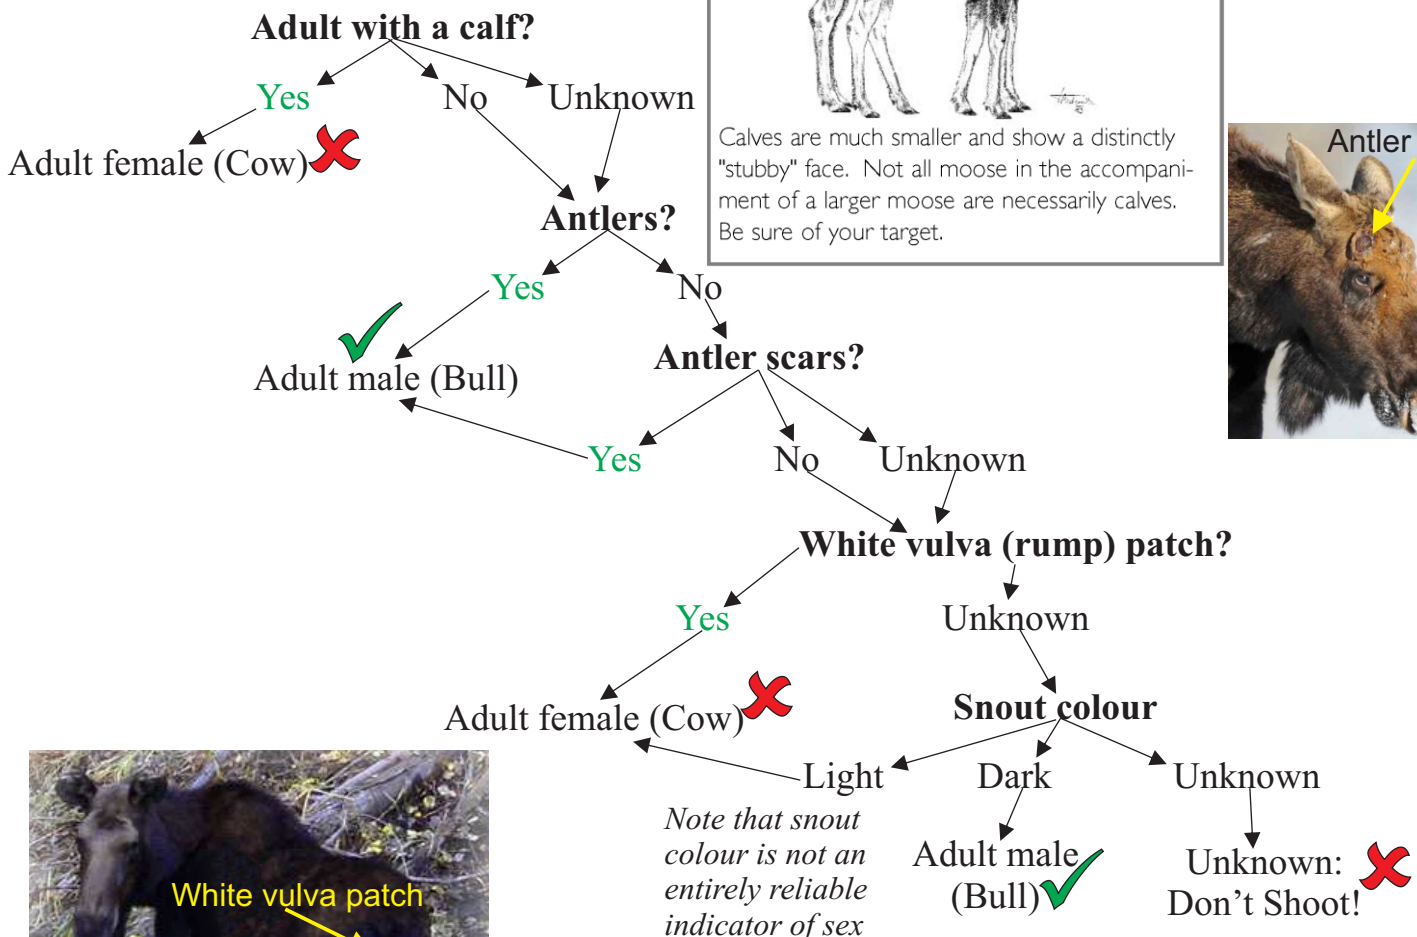 Adult with a calf?
Yes
No
Unknown
Adult female (Cow)
Calves are much smaller and show a distinctly
"stubby" face. Not all moose in the accompani-
ment of a larger moose are necessarily calves.
Be sure of your target.
Antler
Antlers?
Yes
No
Adult male (Bull)
Antler scars?
Yes
No
Unknown
White vulva (rump) patch?
Yes
Unknown
Adult female (Cow)
Snout colour
Light
Dark
Unknown
Note that snout
colour is not an
entirely reliable
indicator of sex
Adult male
(Bull)
Unknown:
Don't Shoot!
White vulva patch